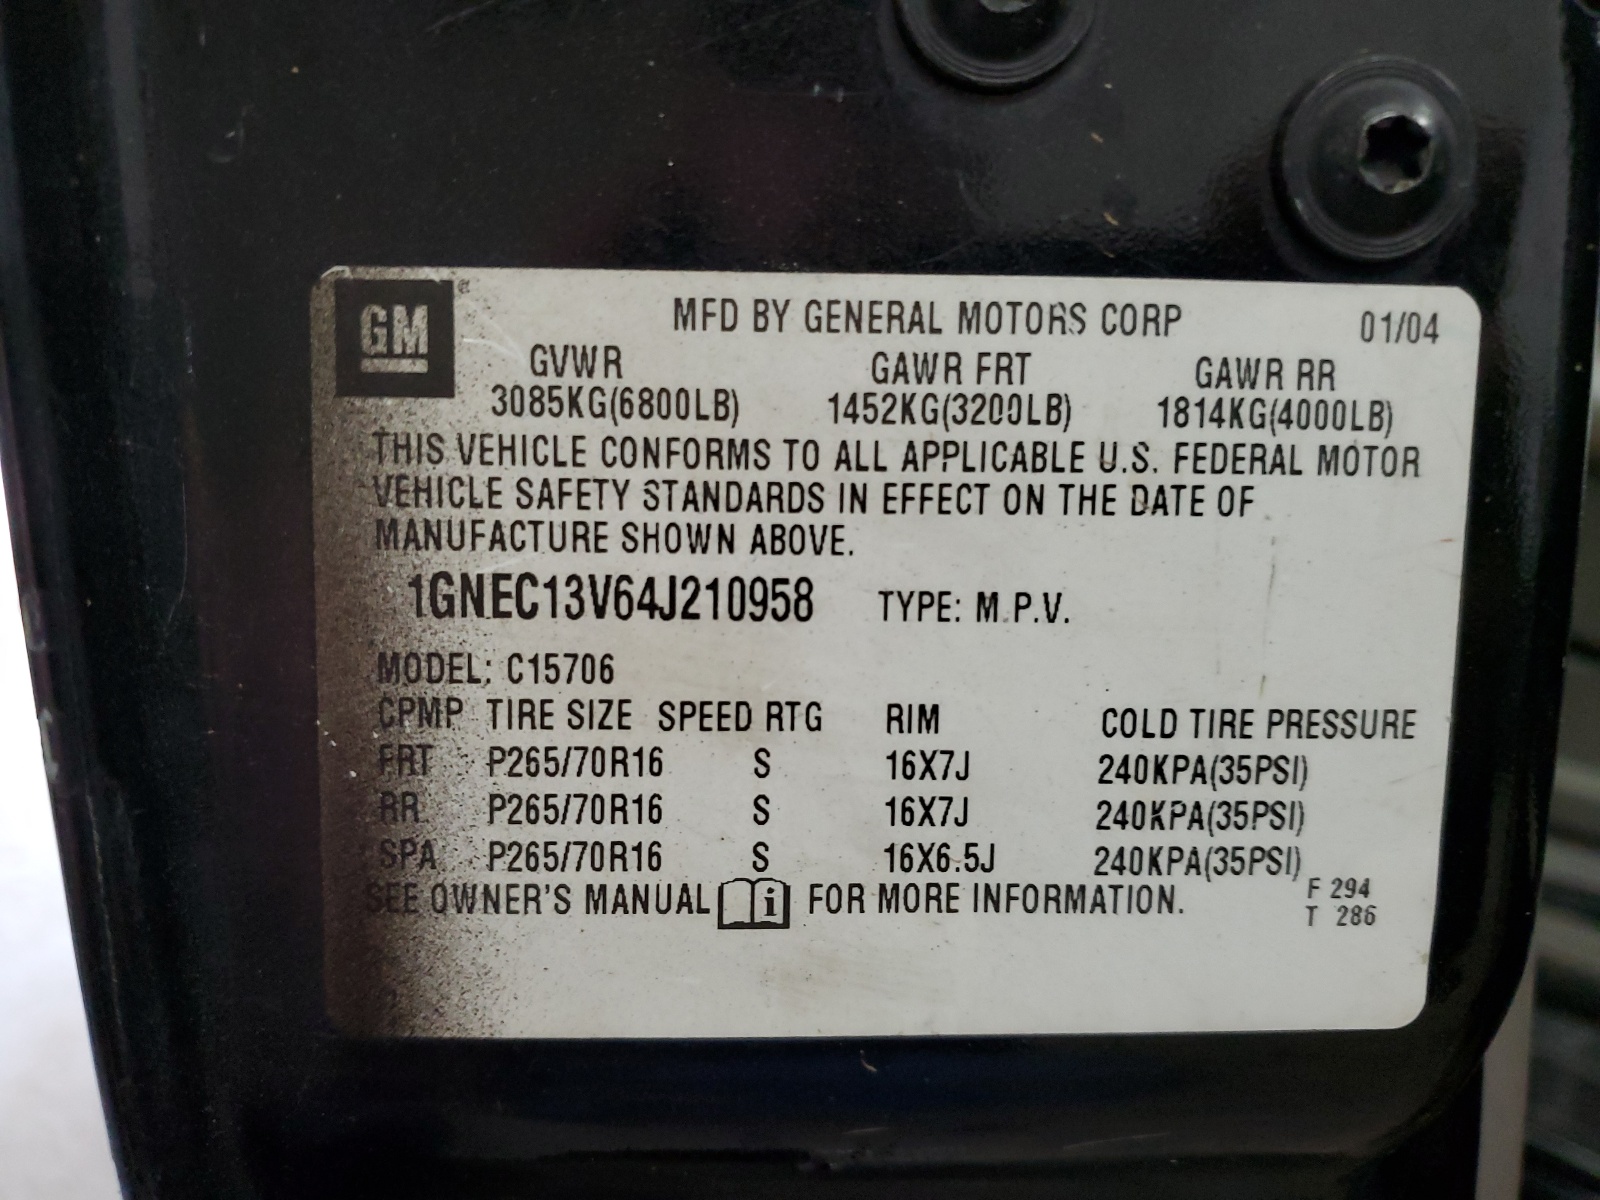 GM ®
MFD BY GENERAL MOTORS CORP 01/04
GVWR GAWR FRT GAWR RR
3085KG(6800LB) 1452KG(3200LB) 1814KG(4000LB)
THIS VEHICLE CONFORMS TO ALL APPLICABLE U.S. FEDERAL MOTOR
VEHICLE SAFETY STANDARDS IN EFFECT ON THE DATE OF
MANUFACTURE SHOWN ABOVE.
1GNEC13V64J210958 TYPE: M.P.V.
MODEL: C15706
CPMP TIRE SIZE SPEED RTG RIM COLD TIRE PRESSURE
FRT P265/70R16 S 16X7J 240KPA(35PSI)
RR P265/70R16 S 16X7J 240KPA(35PSI)
SPA P265/70R16 S 16X6.5J 240KPA(35PSI)
SEE OWNER'S MANUAL i FOR MORE INFORMATION.
F 294
T 286